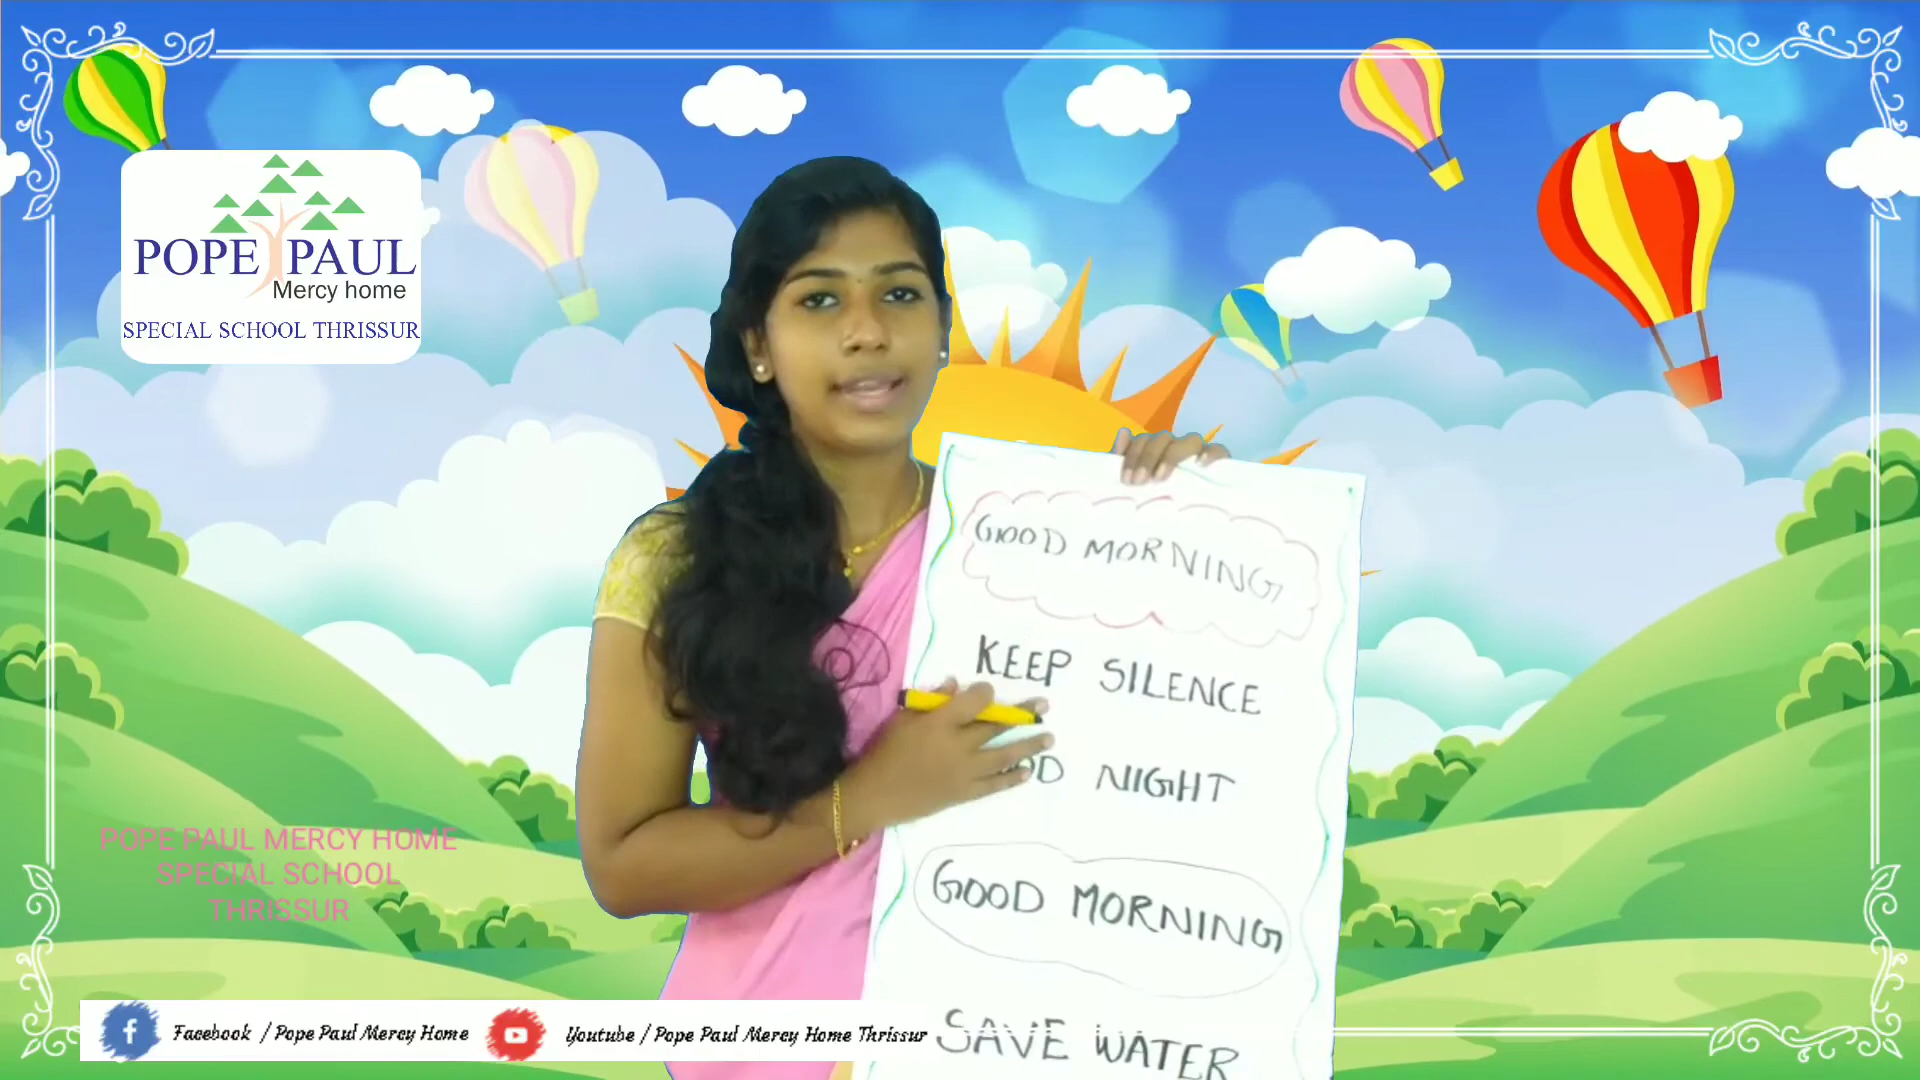 POPE PAUL
Mercy home
SPECIAL SCHOOL THRISSUR
GOOD MORNING
KEEP SILENCE
OD NIGHT
GOOD MORNING
SAVE WATER
POPE PAUL MERCY HOME
SPECIAL SCHOOL
THRISSUR
Facebook / Pope Paul Mercy Home
Youtube / Pope Paul Mercy Home Thrissur